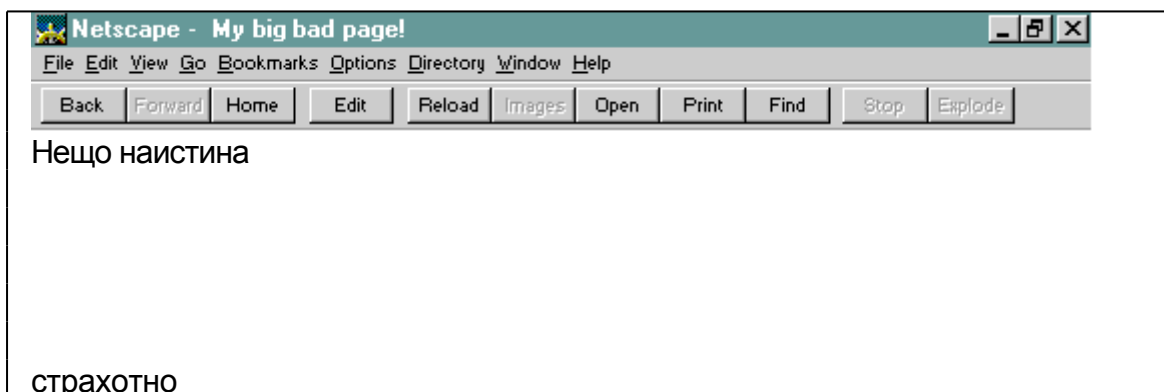 Netscape - My big bad page!
File Edit View Go Bookmarks Options Directory Window Help
Back Forward Home Edit Reload Images Open Print Find Stop Explode
Нещо наистина
страхотно